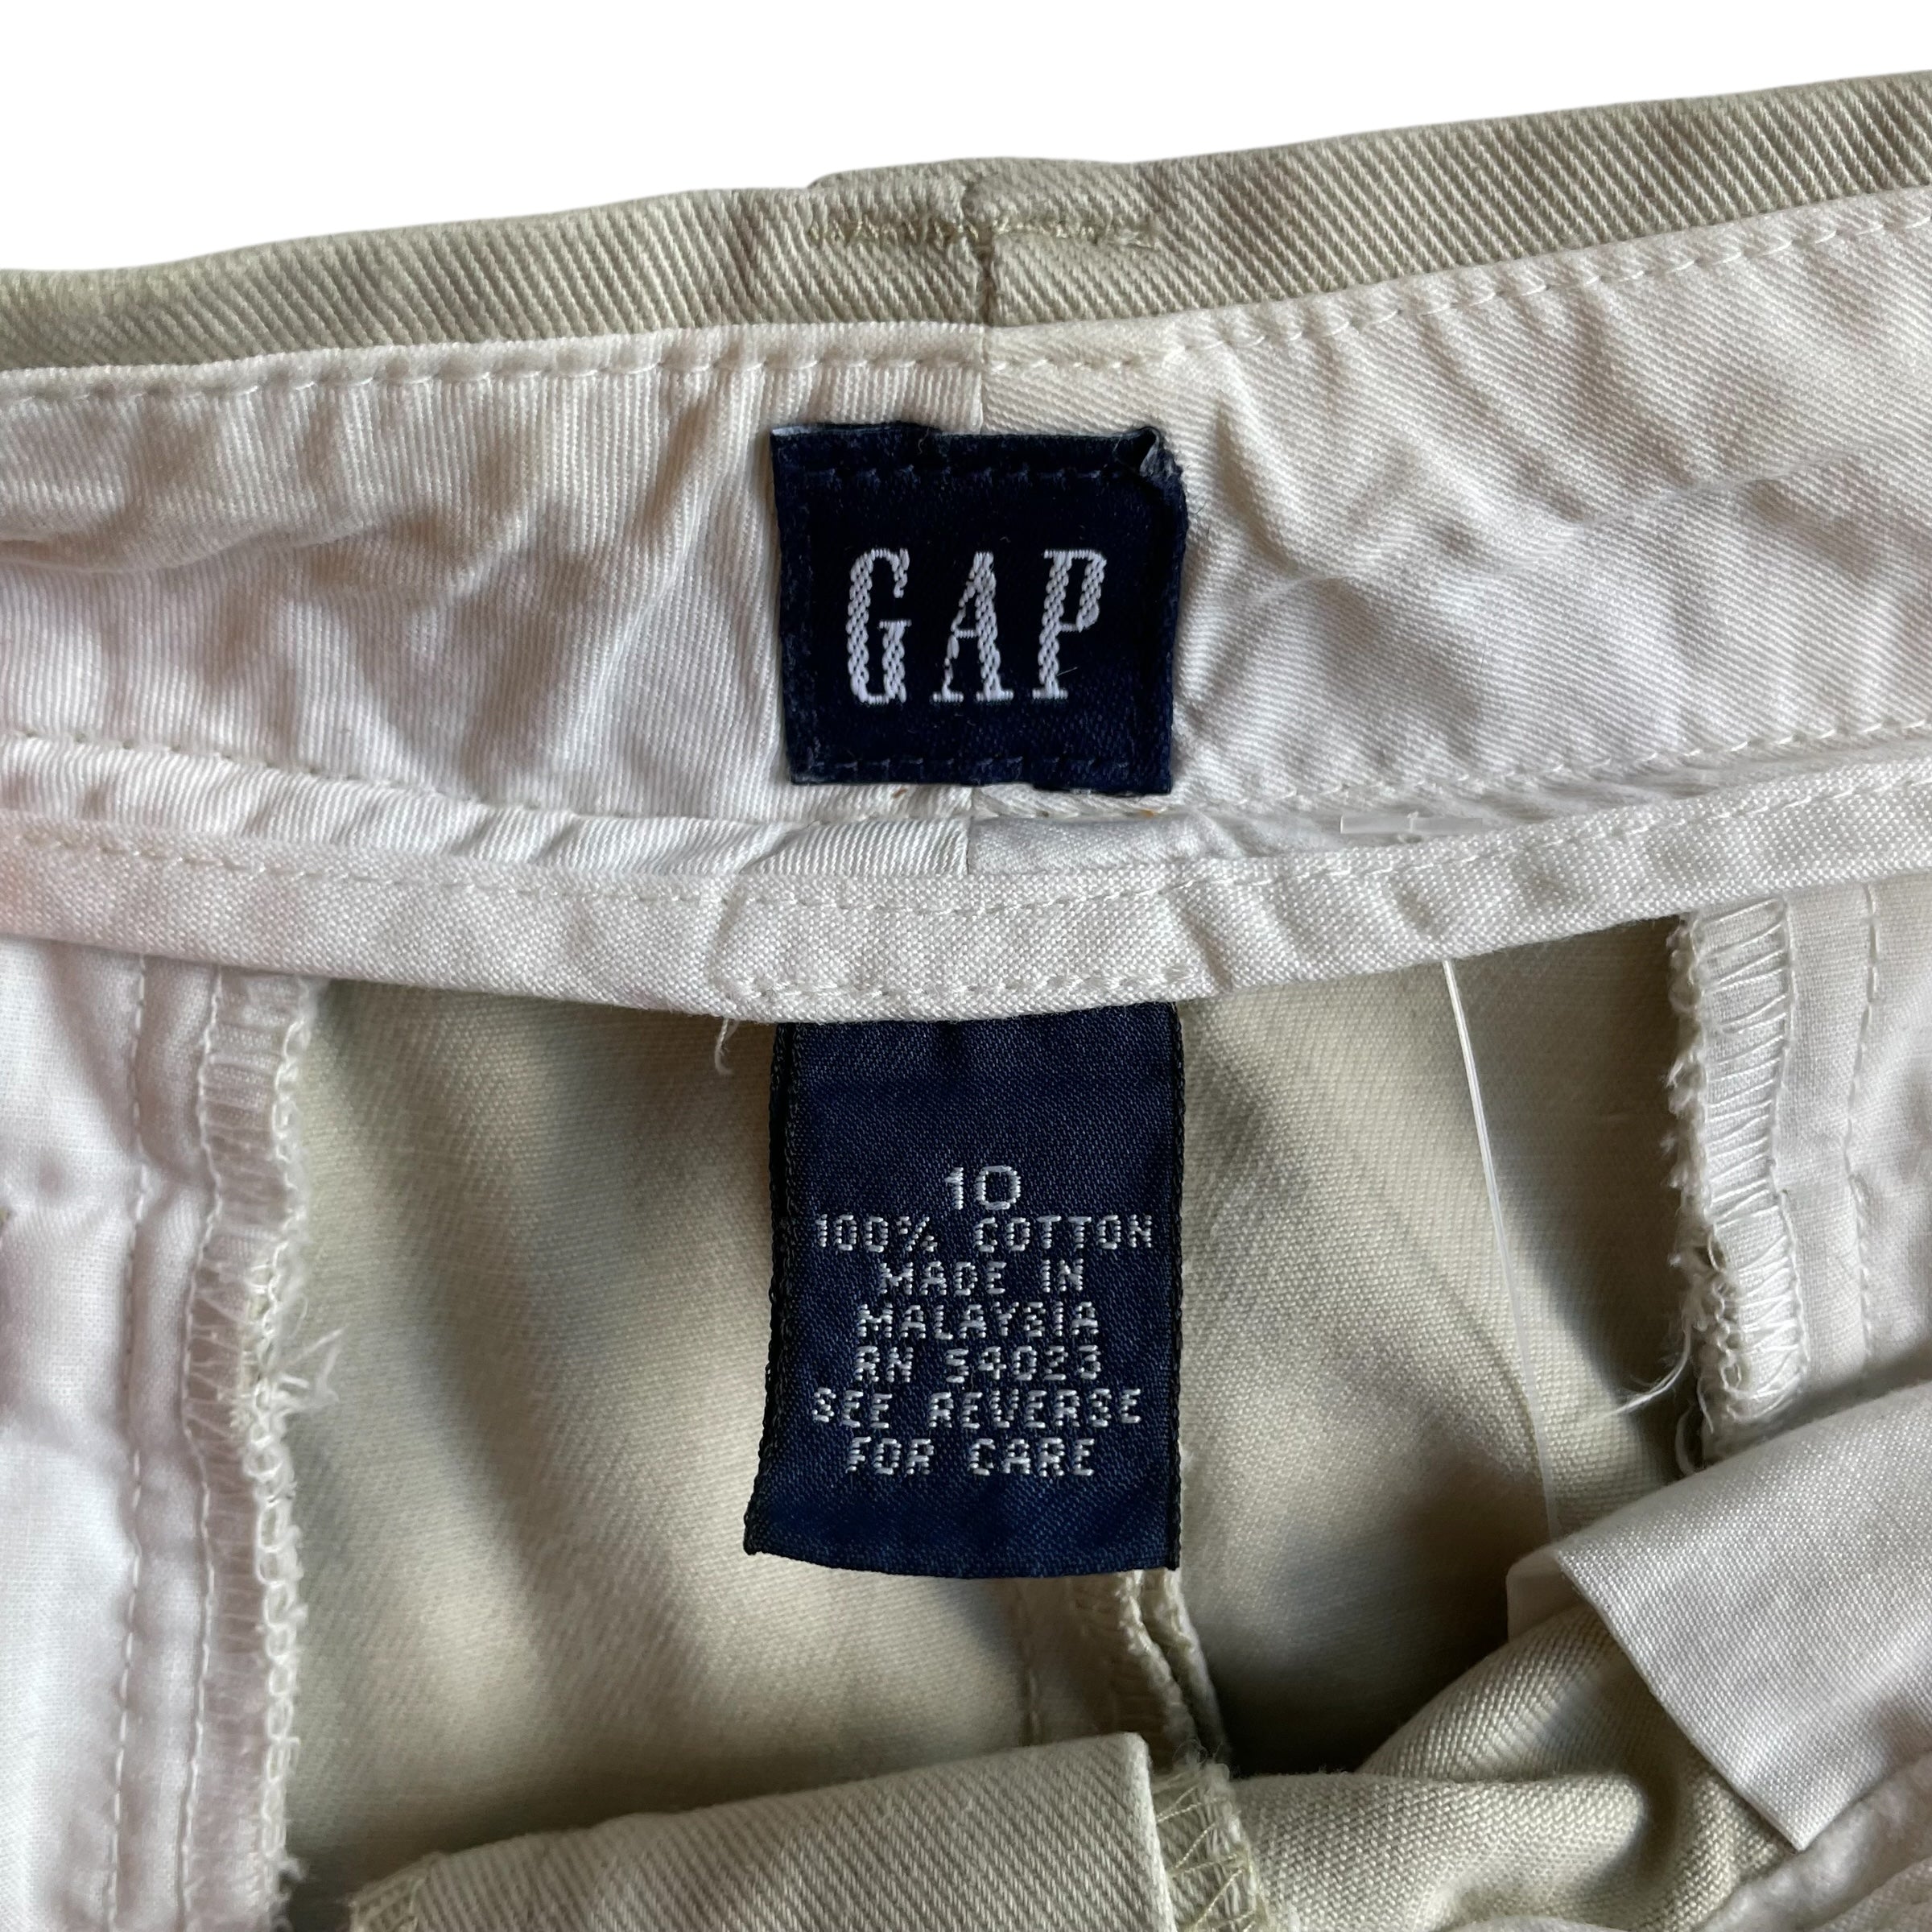 GAP
10
100% COTTON
MADE IN
MALAYSIA
RN 54023
SEE REVERSE
FOR CARE